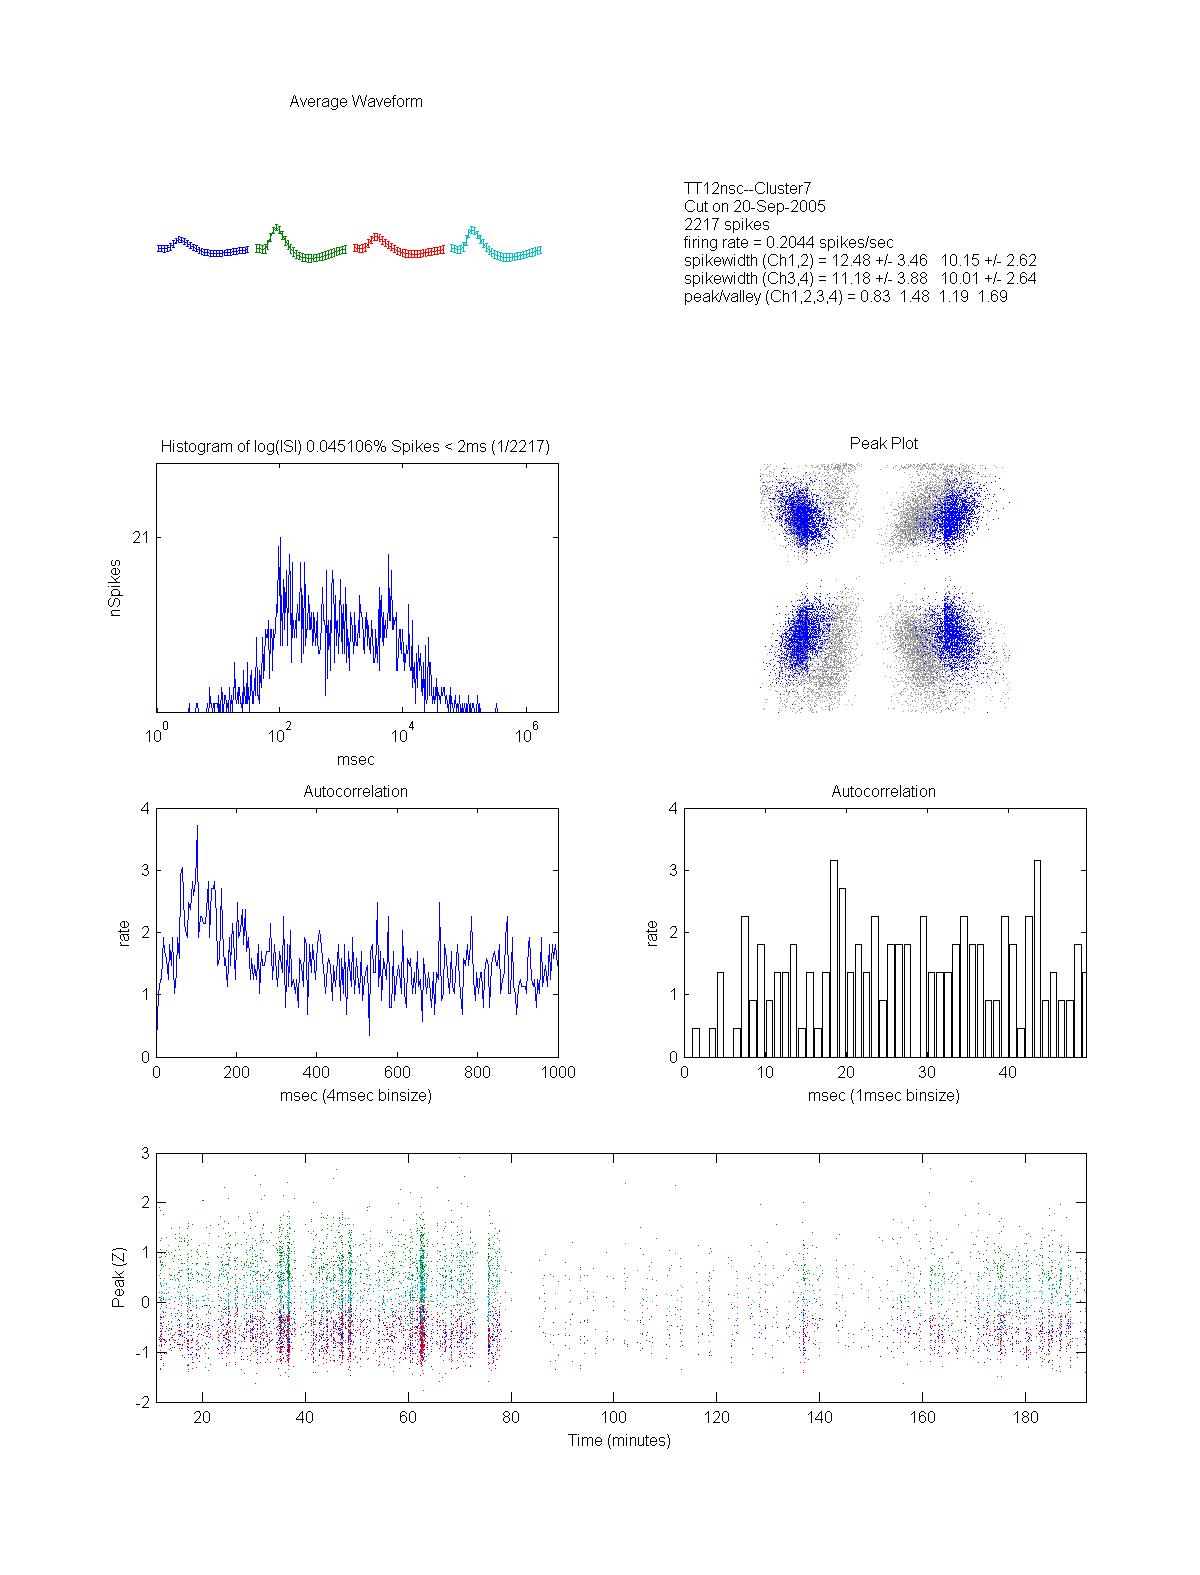 Average Waveform
TT12nsc--Cluster7
Cut on 20-Sep-2005
2217 spikes
firing rate = 0.2044 spikes/sec
spikewidth (Ch1,2) = 12.48 +/- 3.46 10.15 +/- 2.62
spikewidth (Ch3,4) = 11.18 +/- 3.88 10.01 +/- 2.64
peak/valley (Ch1,2,3,4) = 0.83 1.48 1.19 1.69
Histogram of log(ISI) 0.045106% Spikes < 2ms (1/2217)
21
nSpikes
10^0 10^2 10^4 10^6
msec
Peak Plot
Autocorrelation
4
3
2
1
0
rate
0 200 400 600 800 1000
msec (4msec binsize)
Autocorrelation
4
3
2
1
0
rate
0 10 20 30 40
msec (1msec binsize)
3
2
1
0
-1
-2
Peak (Z)
20 40 60 80 100 120 140 160 180
Time (minutes)